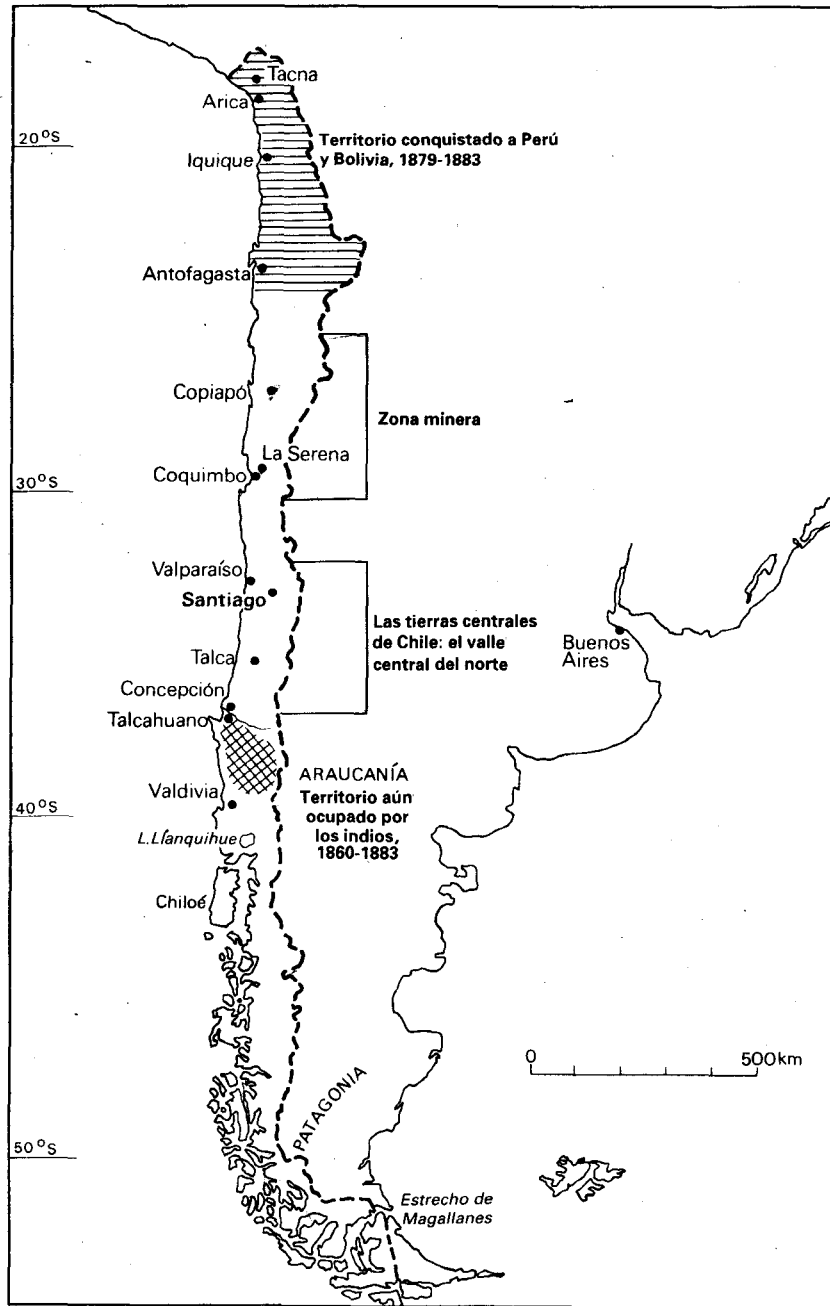 Tacna
Arica
20°S
Territorio conquistado a Perú
y Bolivia, 1879-1883
Iquique
Antofagasta
Copiapó
Zona minera
La Serena
Coquimbo
30°S
Valparaíso
Santiago
Las tierras centrales
de Chile: el valle
central del norte
Buenos
Aires
Talca
Concepción
Talcahuano
ARAUCANÍA
Territorio aún
ocupado por
los indios,
1860-1883
Valdivia
40°S
L.Llanquihue
Chiloé
0 500km
PATAGONIA
50°S
Estrecho de
Magallanes